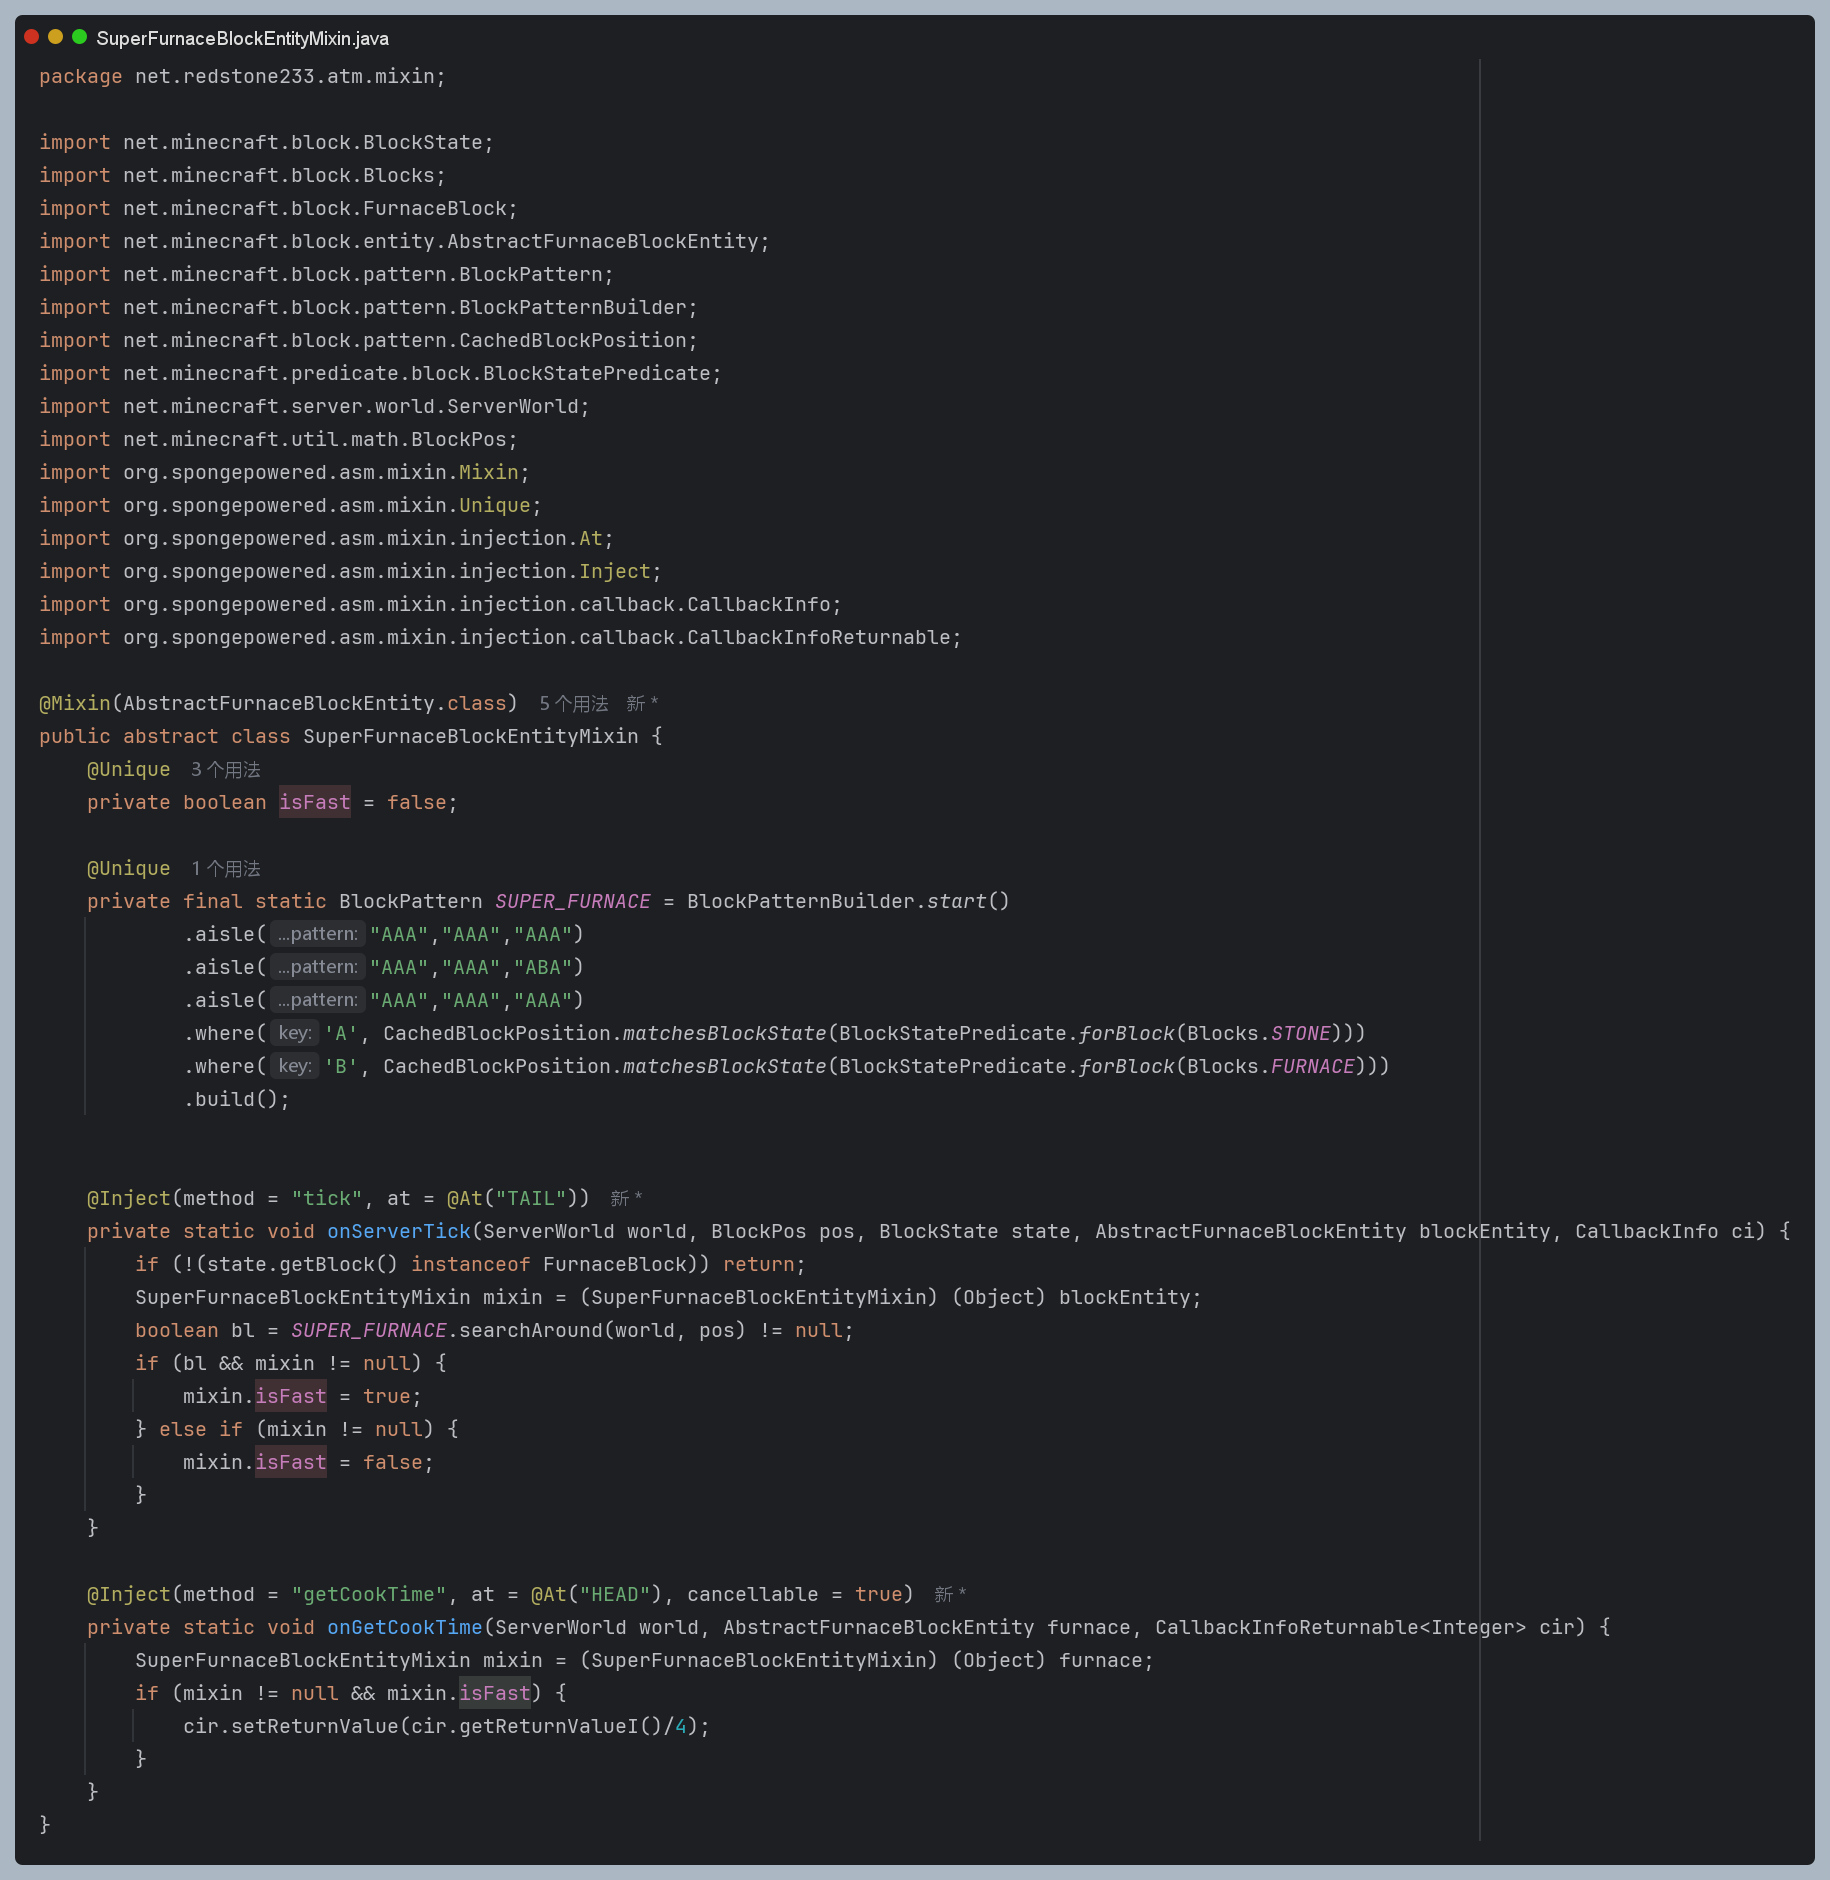 SuperFurnaceBlockEntityMixin.java
package net.redstone233.atm.mixin;
import net.minecraft.block.BlockState;
import net.minecraft.block.Blocks;
import net.minecraft.block.FurnaceBlock;
import net.minecraft.block.entity.AbstractFurnaceBlockEntity;
import net.minecraft.block.pattern.BlockPattern;
import net.minecraft.block.pattern.BlockPatternBuilder;
import net.minecraft.block.pattern.CachedBlockPosition;
import net.minecraft.predicate.block.BlockStatePredicate;
import net.minecraft.server.world.ServerWorld;
import net.minecraft.util.math.BlockPos;
import org.spongepowered.asm.mixin.Mixin;
import org.spongepowered.asm.mixin.Unique;
import org.spongepowered.asm.mixin.injection.At;
import org.spongepowered.asm.mixin.injection.Inject;
import org.spongepowered.asm.mixin.injection.callback.CallbackInfo;
import org.spongepowered.asm.mixin.injection.callback.CallbackInfoReturnable;
@Mixin(AbstractFurnaceBlockEntity.class) 5 个用法 新 *
public abstract class SuperFurnaceBlockEntityMixin {
    @Unique 3 个用法
    private boolean isFast = false;
    @Unique 1 个用法
    private final static BlockPattern SUPER_FURNACE = BlockPatternBuilder.start()
            .aisle( ...pattern: "AAA","AAA","AAA")
            .aisle( ...pattern: "AAA","AAA","ABA")
            .aisle( ...pattern: "AAA","AAA","AAA")
            .where( key: 'A', CachedBlockPosition.matchesBlockState(BlockStatePredicate.forBlock(Blocks.STONE)))
            .where( key: 'B', CachedBlockPosition.matchesBlockState(BlockStatePredicate.forBlock(Blocks.FURNACE)))
            .build();
    @Inject(method = "tick", at = @At("TAIL")) 新 *
    private static void onServerTick(ServerWorld world, BlockPos pos, BlockState state, AbstractFurnaceBlockEntity blockEntity, CallbackInfo ci) {
        if (!(state.getBlock() instanceof FurnaceBlock)) return;
        SuperFurnaceBlockEntityMixin mixin = (SuperFurnaceBlockEntityMixin) (Object) blockEntity;
        boolean bl = SUPER_FURNACE.searchAround(world, pos) != null;
        if (bl && mixin != null) {
            mixin.isFast = true;
        } else if (mixin != null) {
            mixin.isFast = false;
        }
    }
    @Inject(method = "getCookTime", at = @At("HEAD"), cancellable = true) 新 *
    private static void onGetCookTime(ServerWorld world, AbstractFurnaceBlockEntity furnace, CallbackInfoReturnable<Integer> cir) {
        SuperFurnaceBlockEntityMixin mixin = (SuperFurnaceBlockEntityMixin) (Object) furnace;
        if (mixin != null && mixin.isFast) {
            cir.setReturnValue(cir.getReturnValueI()/4);
        }
    }
}